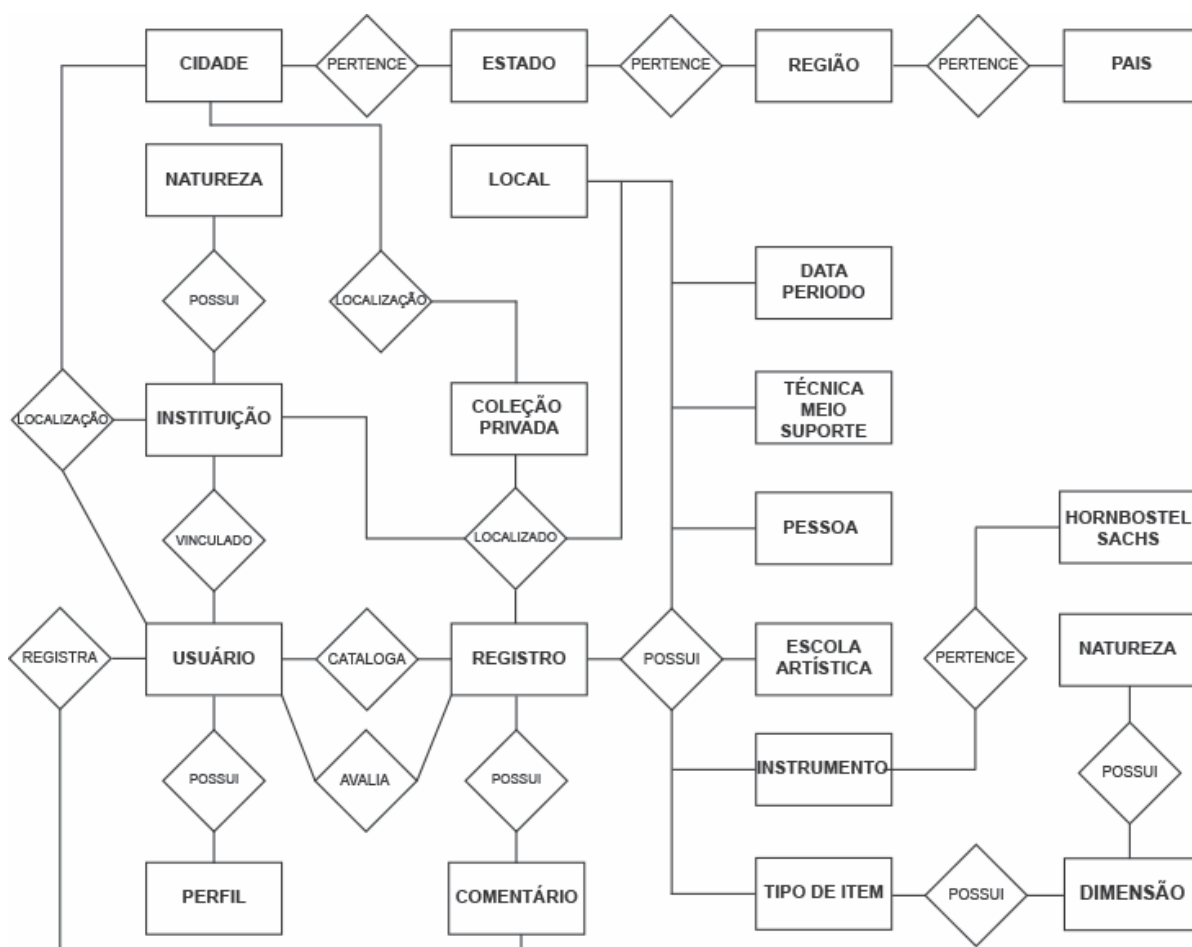 CIDADE
PERTENCE
ESTADO
PERTENCE
REGIÃO
PERTENCE
PAIS
NATUREZA
LOCAL
POSSUI
LOCALIZAÇÃO
DATA
PERIODO
LOCALIZAÇÃO
INSTITUIÇÃO
COLEÇÃO
PRIVADA
TÉCNICA
MEIO
SUPORTE
VINCULADO
LOCALIZADO
PESSOA
HORNBOSTEL
SACHS
REGISTRA
USUÁRIO
CATALOGA
REGISTRO
POSSUI
ESCOLA
ARTÍSTICA
PERTENCE
NATUREZA
POSSUI
AVALIA
POSSUI
INSTRUMENTO
POSSUI
PERFIL
COMENTÁRIO
TIPO DE ITEM
POSSUI
DIMENSÃO